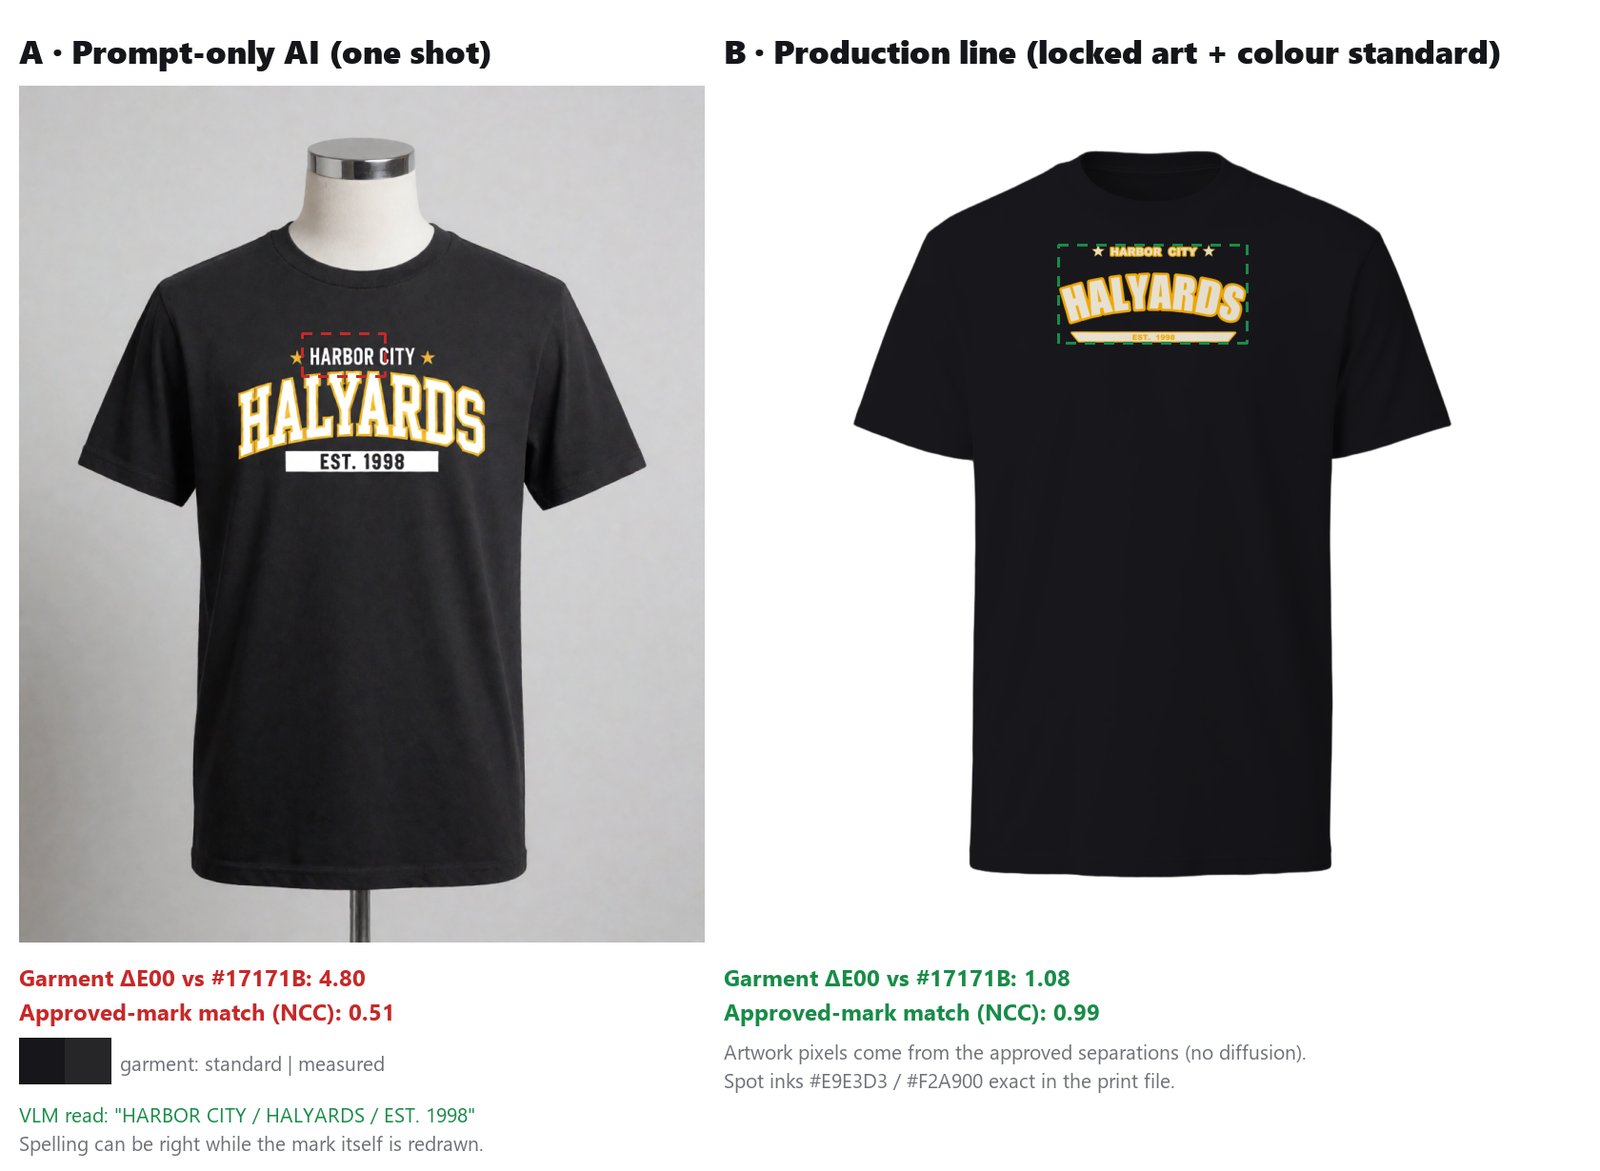 A · Prompt-only AI (one shot)
★ HARBOR CITY ★
HALYARDS
EST. 1998
Garment ΔE00 vs #17171B: 4.80
Approved-mark match (NCC): 0.51
garment: standard | measured
VLM read: "HARBOR CITY / HALYARDS / EST. 1998"
Spelling can be right while the mark itself is redrawn.
B · Production line (locked art + colour standard)
★ HARBOR CITY ★
HALYARDS
EST. 1998
Garment ΔE00 vs #17171B: 1.08
Approved-mark match (NCC): 0.99
Artwork pixels come from the approved separations (no diffusion).
Spot inks #E9E3D3 / #F2A900 exact in the print file.